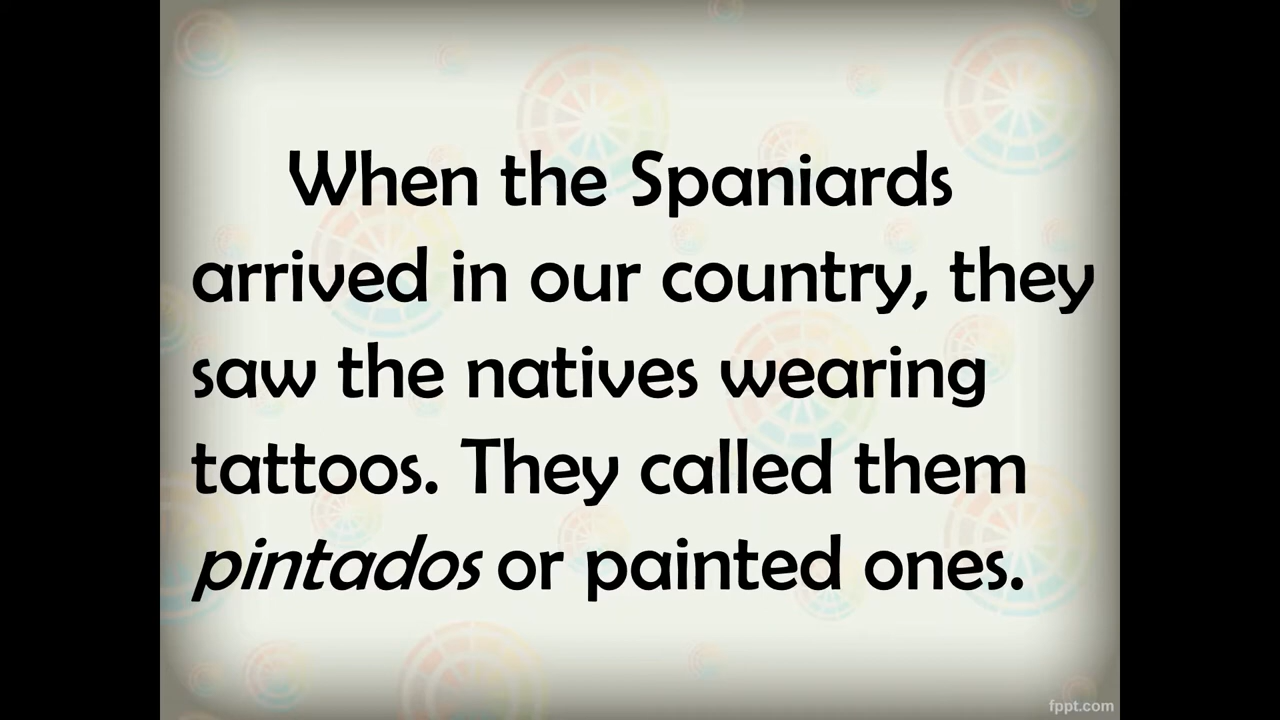 When the Spaniards
arrived in our country, they
saw the natives wearing
tattoos. They called them
pintados or painted ones.
fppt.com